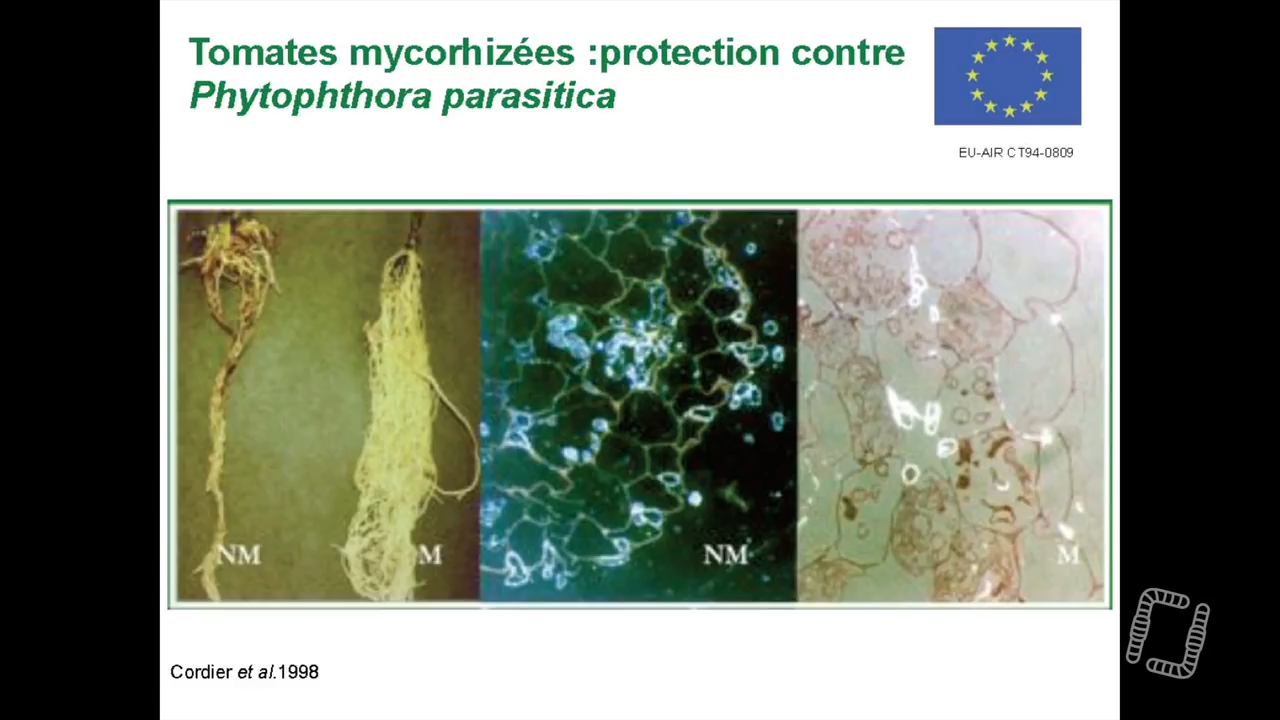 Tomates mycorhizées :protection contre
Phytophthora parasitica
EU-AIR CT94-0809
NM
M
NM
M
Cordier et al.1998